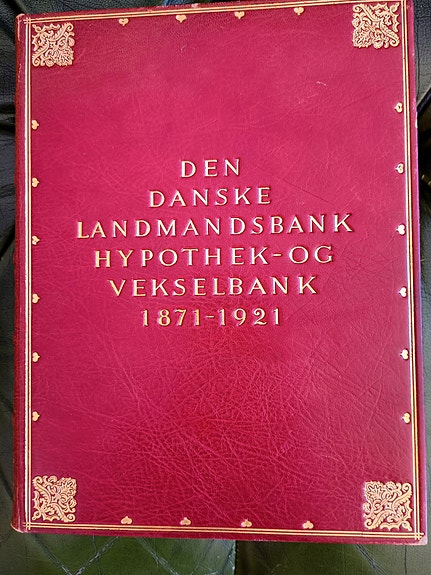 DEN
DANSKE
LANDMANDSBANK
HYPOTHEK-OG
VEKSELBANK
1871-1921